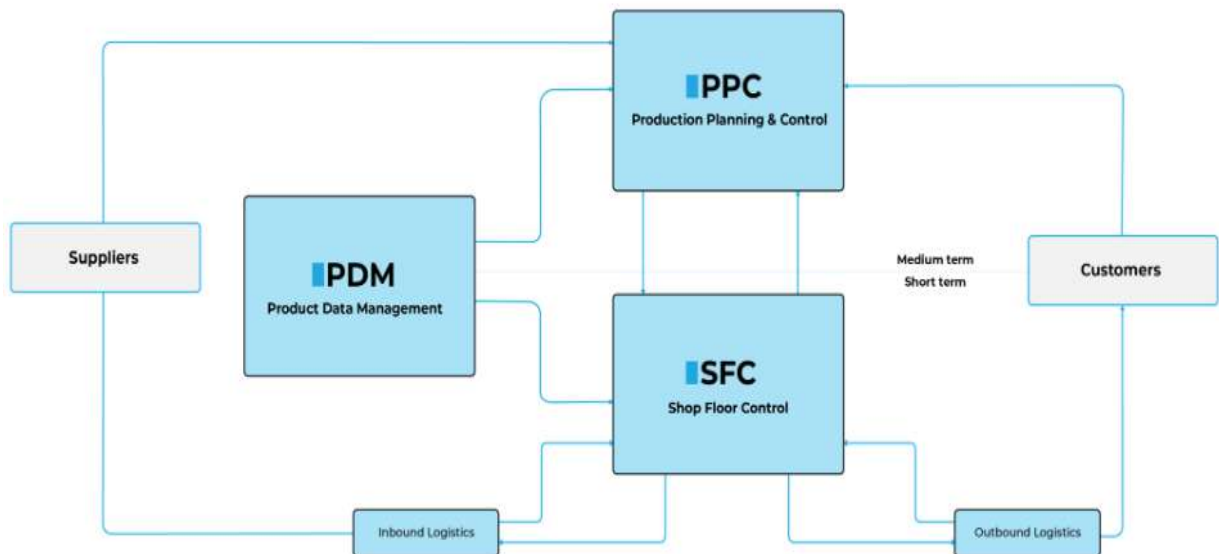 PPC
Production Planning & Control
Suppliers
PDM
Product Data Management
Medium term
Short term
Customers
SFC
Shop Floor Control
Inbound Logistics
Outbound Logistics